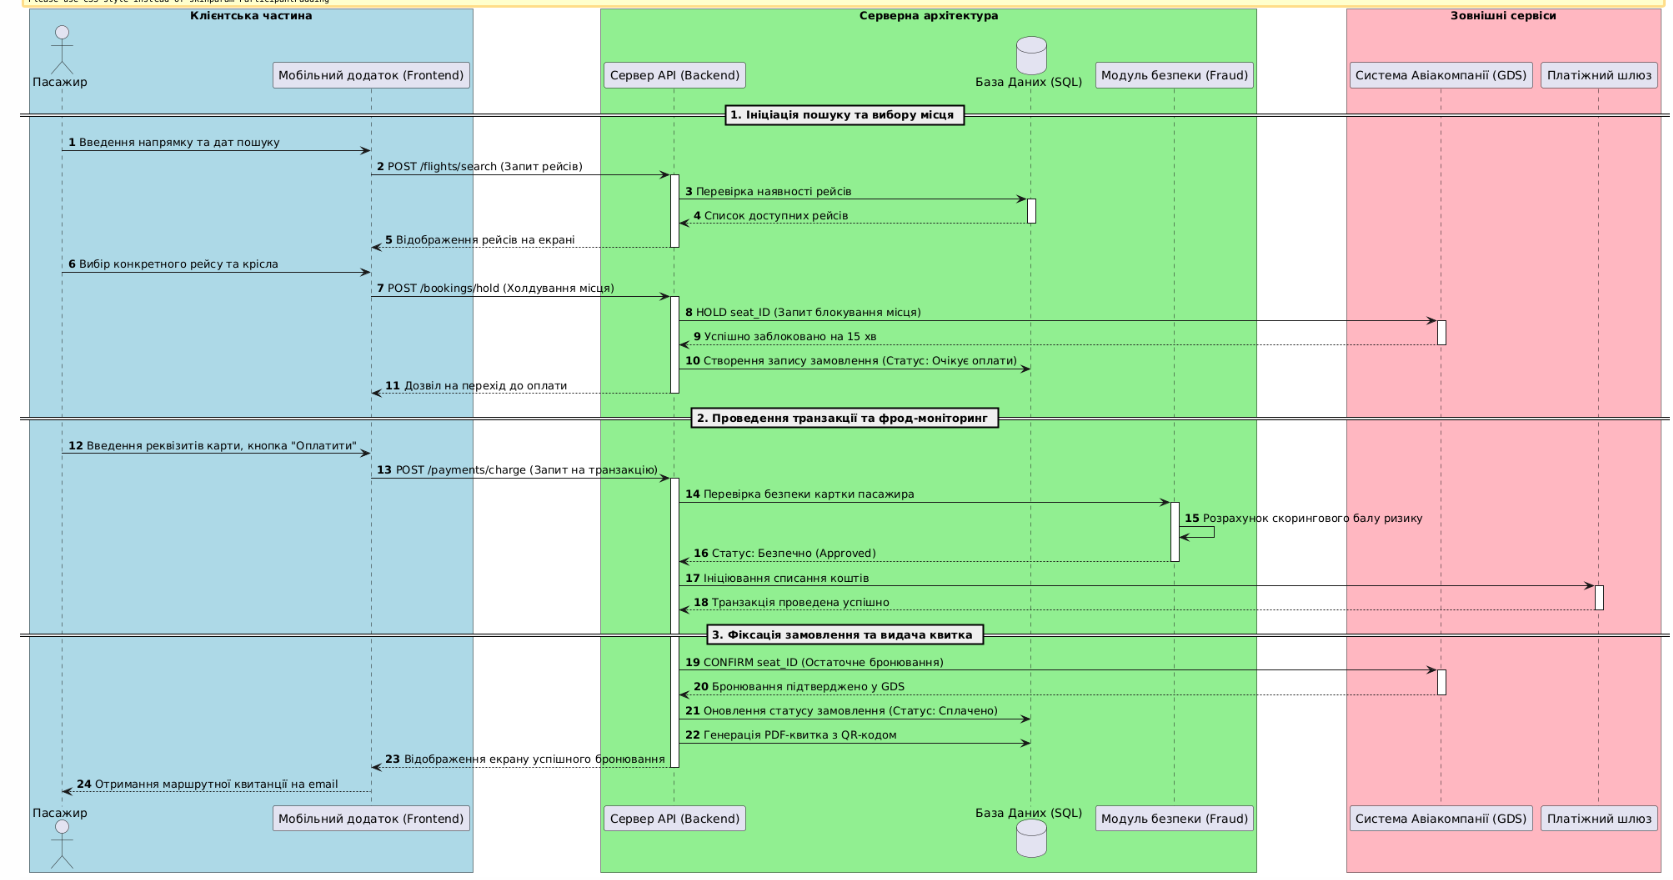 Please use CSS style instead of skinparam ParticipantPadding
Клієнтська частина
Серверна архітектура
Зовнішні сервіси
Пасажир
Мобільний додаток (Frontend)
Сервер API (Backend)
База Даних (SQL)
Модуль безпеки (Fraud)
Система Авіакомпанії (GDS)
Платіжний шлюз
1. Ініціація пошуку та вибору місця
1 Введення напрямку та дат пошуку
2 POST /flights/search (Запит рейсів)
3 Перевірка наявності рейсів
4 Список доступних рейсів
5 Відображення рейсів на екрані
6 Вибір конкретного рейсу та крісла
7 POST /bookings/hold (Холдування місця)
8 HOLD seat_ID (Запит блокування місця)
9 Успішно заблоковано на 15 хв
10 Створення запису замовлення (Статус: Очікує оплати)
11 Дозвіл на перехід до оплати
2. Проведення транзакції та фрод-моніторинг
12 Введення реквізитів карти, кнопка "Оплатити"
13 POST /payments/charge (Запит на транзакцію)
14 Перевірка безпеки картки пасажира
15 Розрахунок скорингового балу ризику
16 Статус: Безпечно (Approved)
17 Ініціювання списання коштів
18 Транзакція проведена успішно
3. Фіксація замовлення та видача квитка
19 CONFIRM seat_ID (Остаточне бронювання)
20 Бронювання підтверджено у GDS
21 Оновлення статусу замовлення (Статус: Сплачено)
22 Генерація PDF-квитка з QR-кодом
23 Відображення екрану успішного бронювання
24 Отримання маршрутної квитанції на email
Пасажир
Мобільний додаток (Frontend)
Сервер API (Backend)
База Даних (SQL)
Модуль безпеки (Fraud)
Система Авіакомпанії (GDS)
Платіжний шлюз